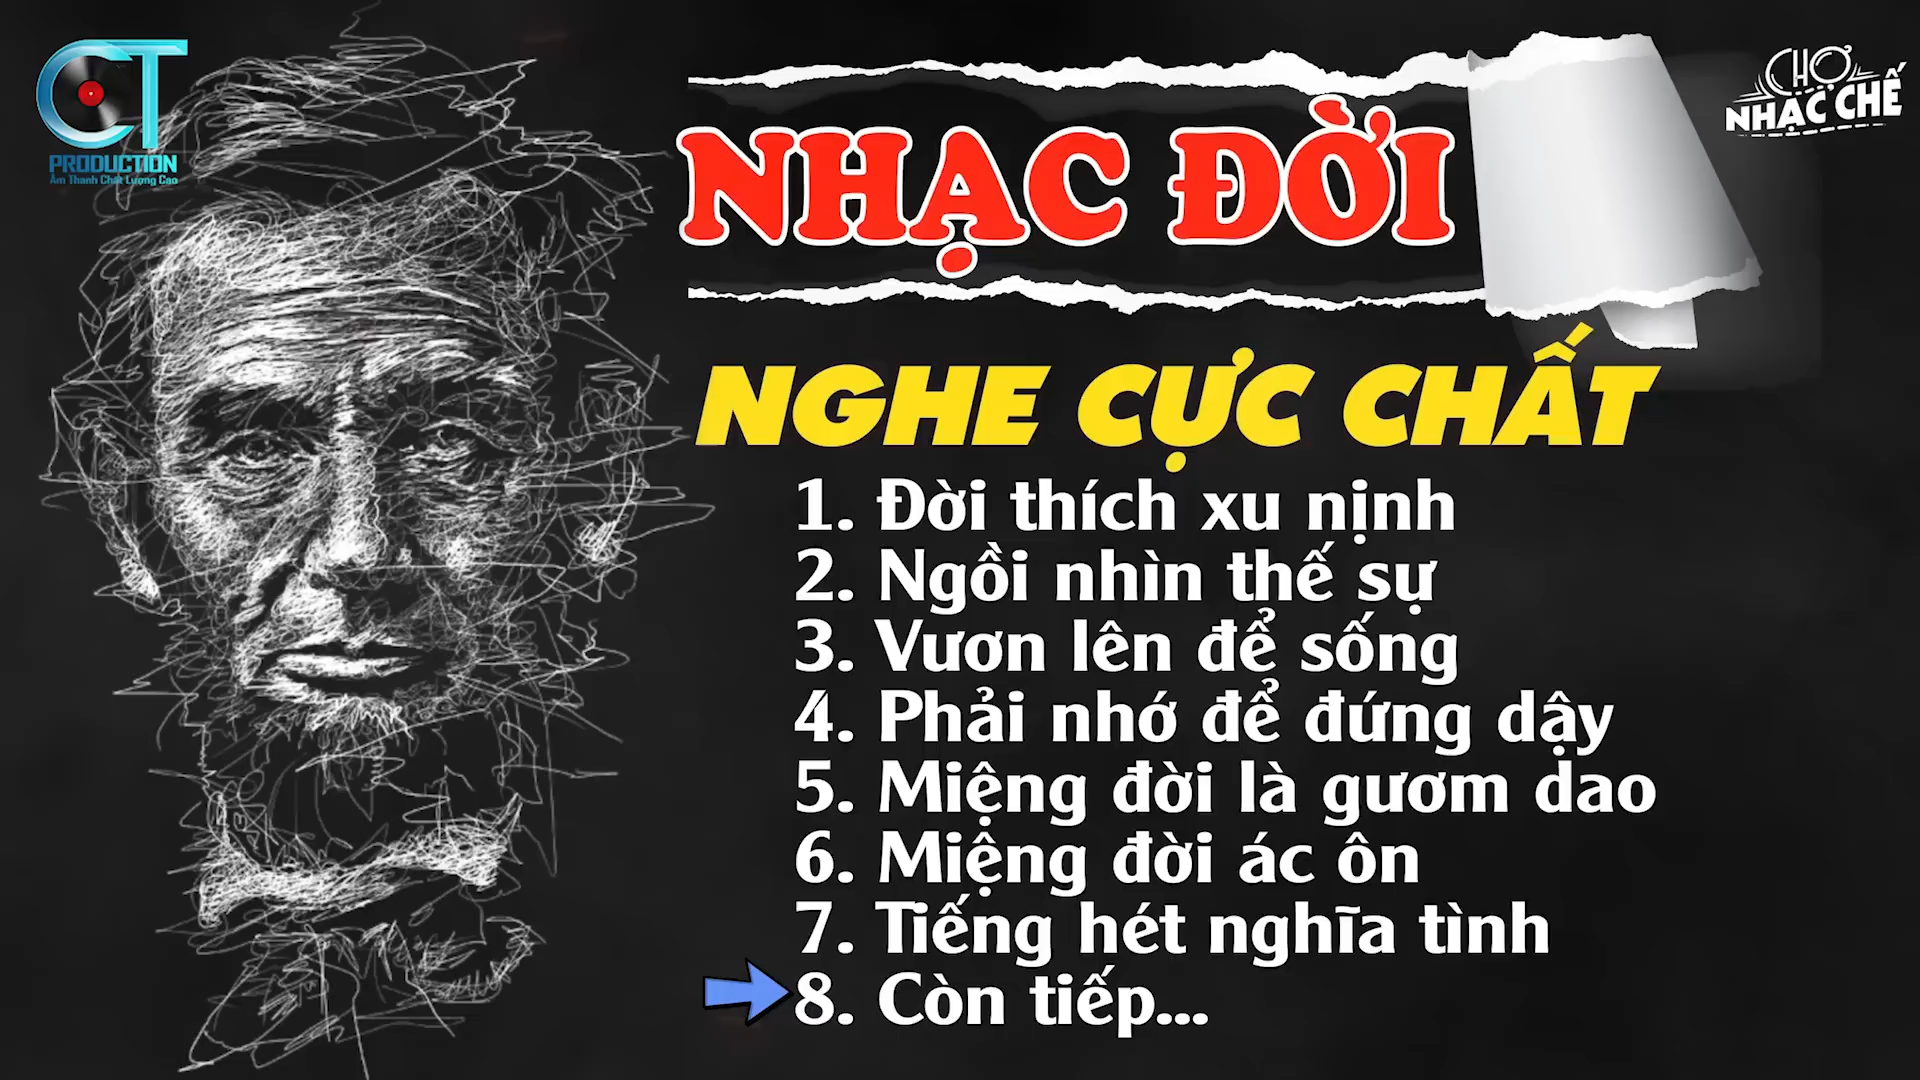 CT
PRODUCTION
Âm Thanh Chất Lượng Cao
CHỢ
NHẠC CHẾ
NHẠC ĐỜI
NGHE CỰC CHẤT
1. Đời thích xu nịnh
2. Ngồi nhìn thế sự
3. Vươn lên để sống
4. Phải nhớ để đứng dậy
5. Miệng đời là gươm dao
6. Miệng đời ác ôn
7. Tiếng hét nghĩa tình
8. Còn tiếp...